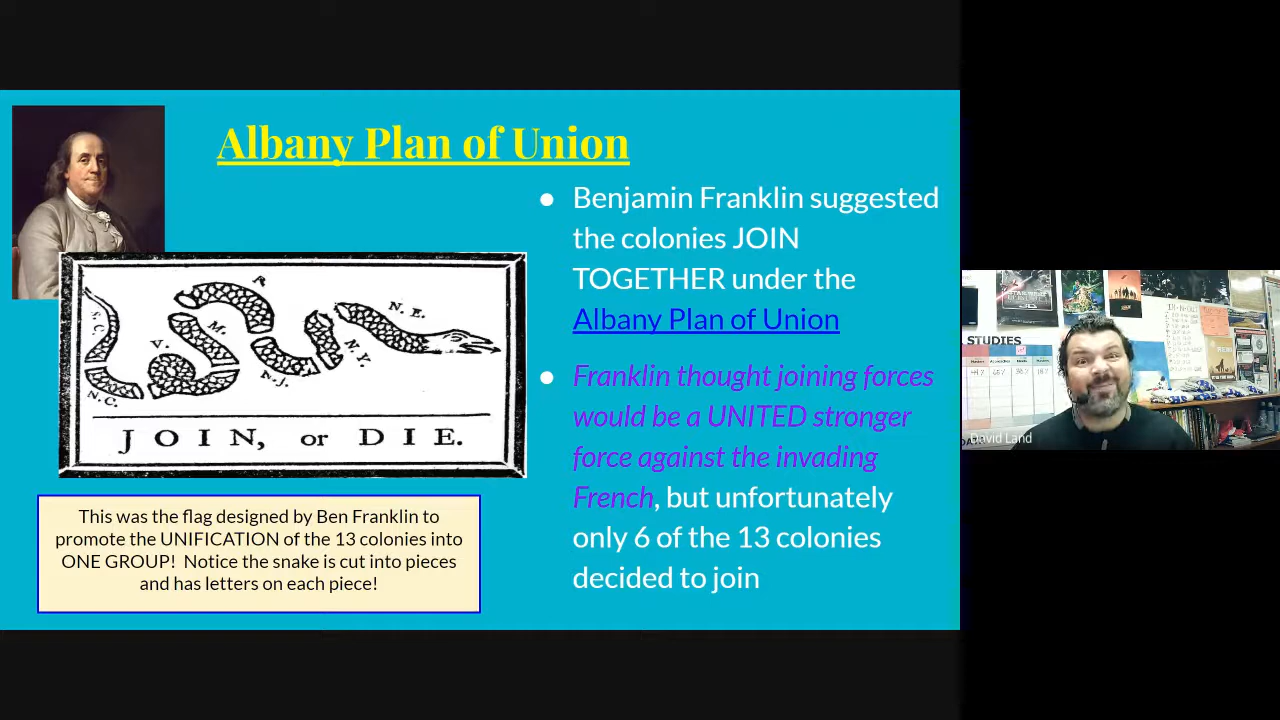 Albany Plan of Union
● Benjamin Franklin suggested
the colonies JOIN
TOGETHER under the
Albany Plan of Union
● Franklin thought joining forces
would be a UNITED stronger
force against the invading
French, but unfortunately
only 6 of the 13 colonies
decided to join
S.C.
N.C.
V.
M.
P.
N.J.
N.Y.
N.E.
JOIN, or DIE.
This was the flag designed by Ben Franklin to
promote the UNIFICATION of the 13 colonies into
ONE GROUP! Notice the snake is cut into pieces
and has letters on each piece!
STUDIES
David Land